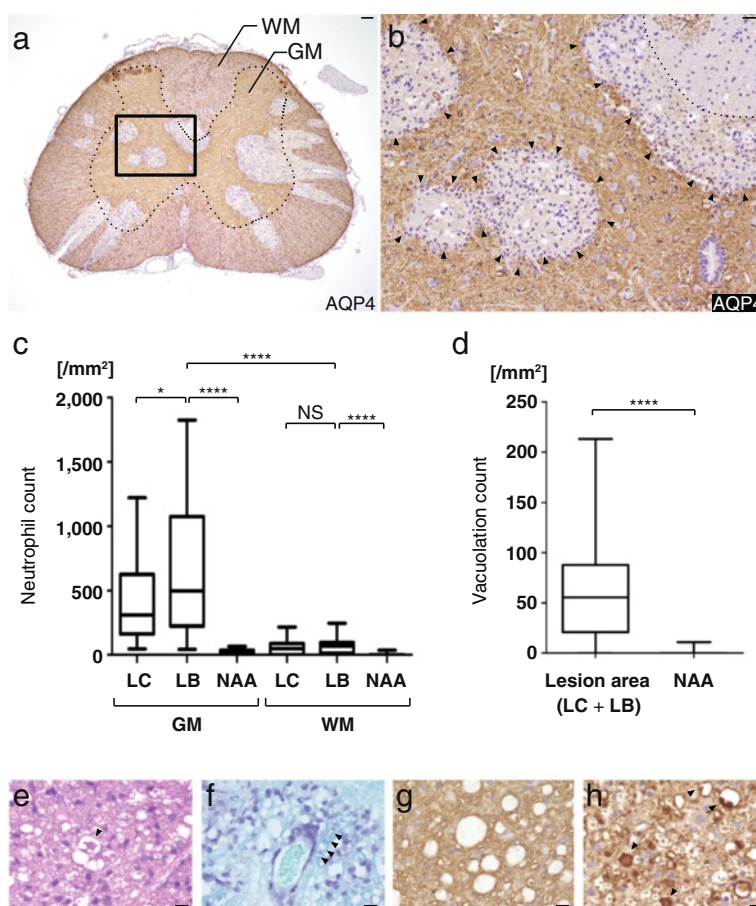 a
WM
GM
AQP4
b
AQP4
c
[/mm²]
Neutrophil count
2,000
1,500
1,000
500
0
****
* ****
NS ****
LC LB NAA LC LB NAA
GM WM
d
[/mm²]
Vacuolation count
250
200
150
100
50
0
****
Lesion area NAA
(LC + LB)
e f g h